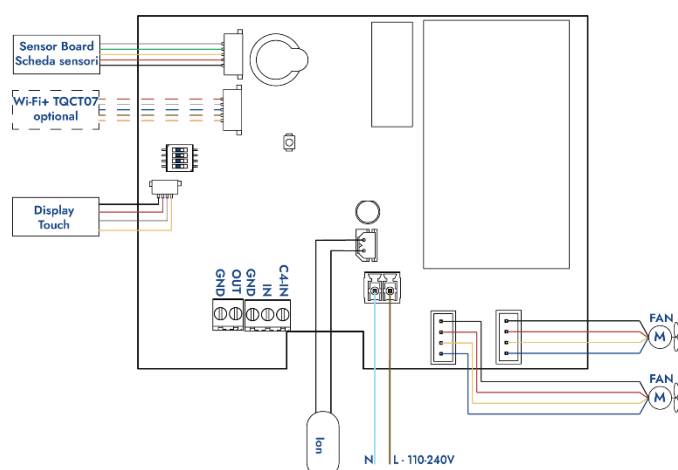 Sensor Board
Scheda sensori
Wi-Fi+ TQCT07
optional
Display
Touch
GND
OUT
GND
IN
C4-IN
FAN
M
FAN
M
Ion
N
L - 110-240V